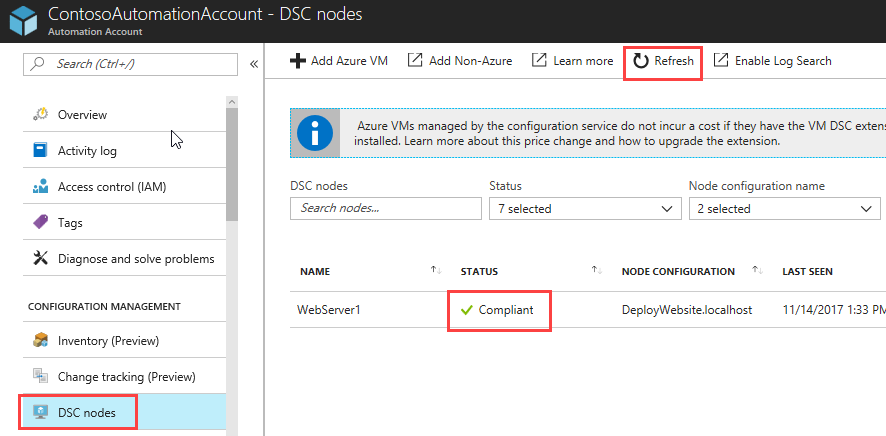 ContosoAutomationAccount - DSC nodes
Automation Account
Search (Ctrl+/)
«
Add Azure VM
Add Non-Azure
Learn more
Refresh
Enable Log Search
Overview
Activity log
Access control (IAM)
Tags
Diagnose and solve problems
CONFIGURATION MANAGEMENT
Inventory (Preview)
Change tracking (Preview)
DSC nodes
Azure VMs managed by the configuration service do not incur a cost if they have the VM DSC exten
installed. Learn more about this price change and how to upgrade the extension.
DSC nodes Status Node configuration name
Search nodes... 7 selected 2 selected
NAME STATUS NODE CONFIGURATION LAST SEEN
WebServer1 Compliant DeployWebsite.localhost 11/14/2017 1:33 PM